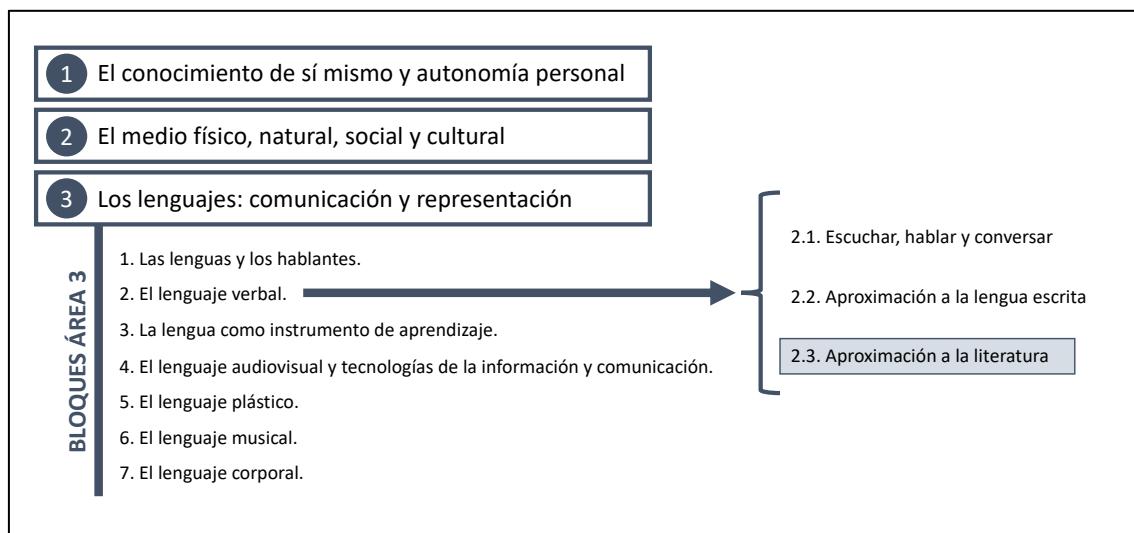 1 El conocimiento de sí mismo y autonomía personal
2 El medio físico, natural, social y cultural
3 Los lenguajes: comunicación y representación
BLOQUES ÁREA 3
1. Las lenguas y los hablantes.
2. El lenguaje verbal.
3. La lengua como instrumento de aprendizaje.
4. El lenguaje audiovisual y tecnologías de la información y comunicación.
5. El lenguaje plástico.
6. El lenguaje musical.
7. El lenguaje corporal.
2.1. Escuchar, hablar y conversar
2.2. Aproximación a la lengua escrita
2.3. Aproximación a la literatura